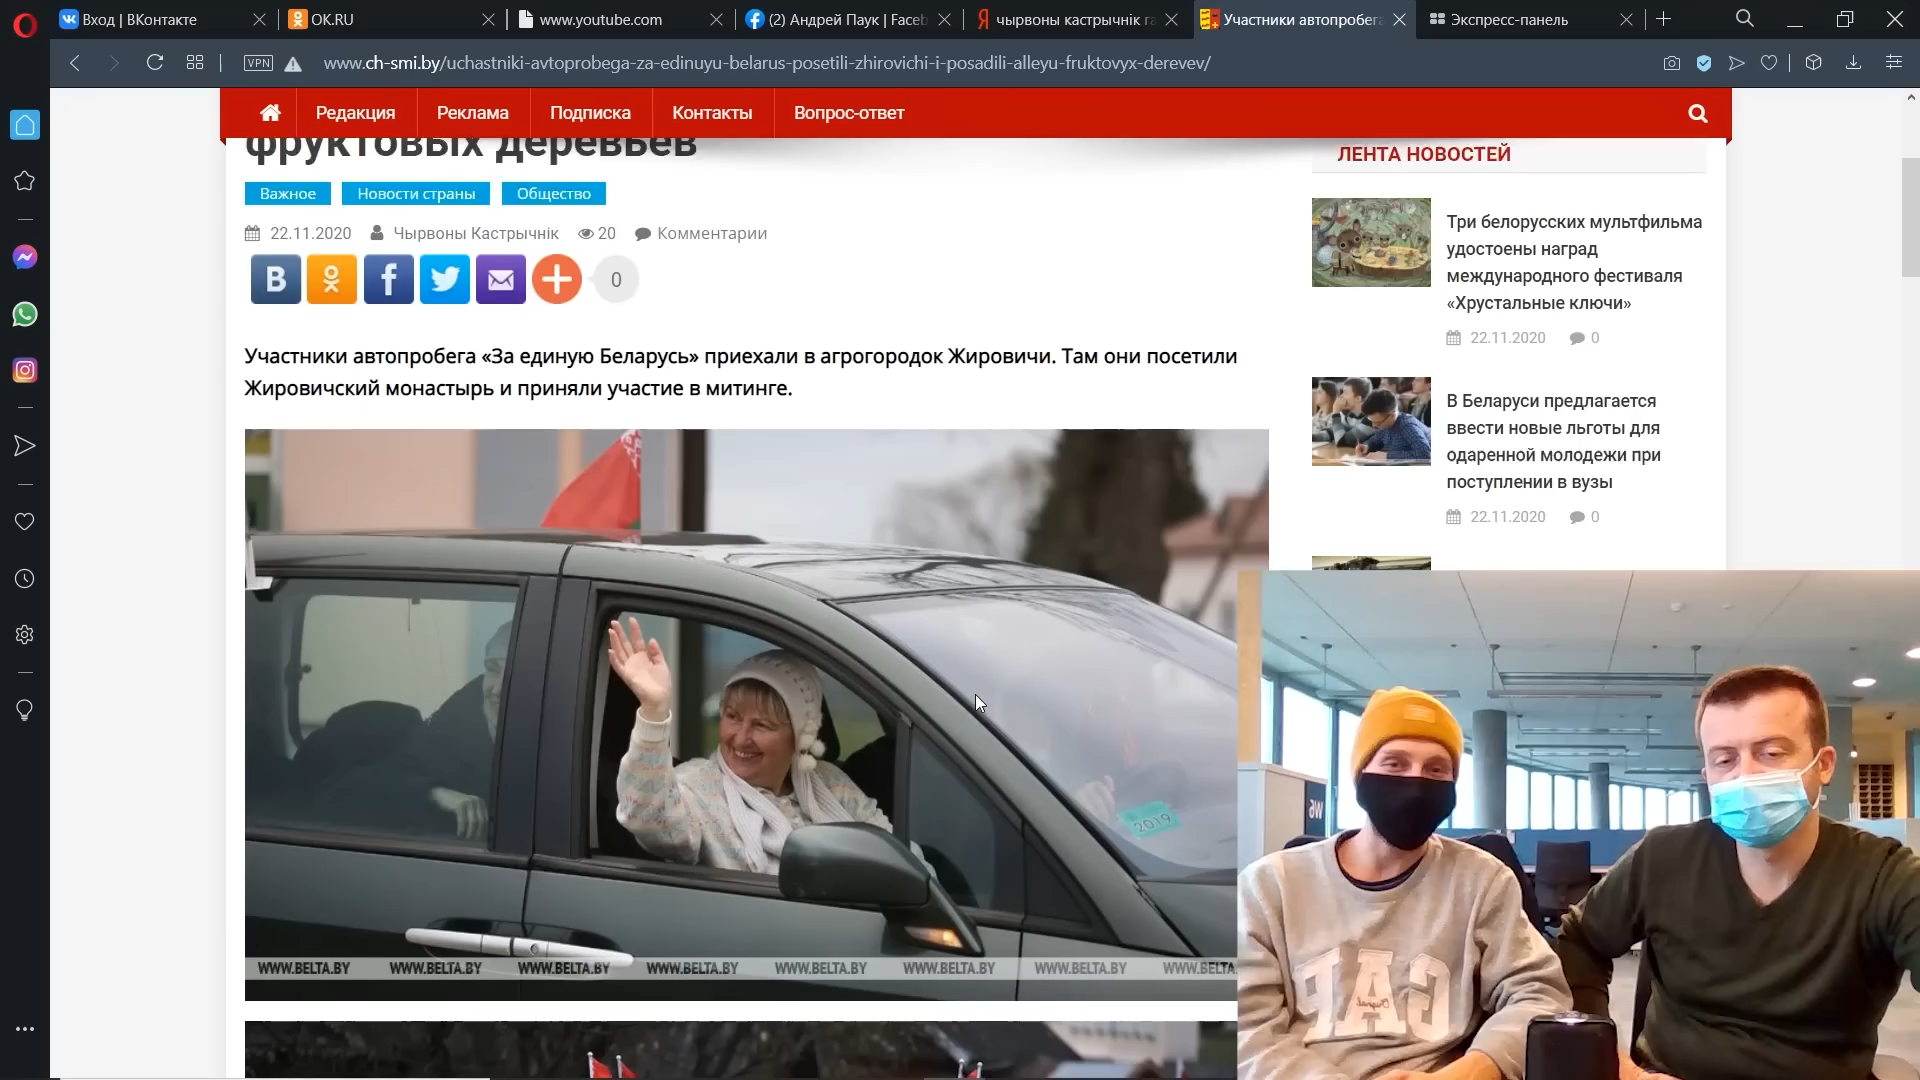 Вход | ВКонтакте
OK.RU
www.youtube.com
(2) Андрей Паук | Faceb
чырвоны кастрычнік га
Участники автопробега
Экспресс-панель
VPN
www.ch-smi.by/uchastniki-avtoprobega-za-edinuyu-belarus-posetili-zhirovichi-i-posadili-alleyu-fruktovyx-derevev/
Редакция
Реклама
Подписка
Контакты
Вопрос-ответ
фруктовых деревьев
Важное
Новости страны
Общество
22.11.2020
Чырвоны Кастрычнік
20
Комментарии
0
Участники автопробега «За единую Беларусь» приехали в агрогородок Жировичи. Там они посетили
Жировичский монастырь и приняли участие в митинге.
2019
WWW.BELTA.BY WWW.BELTA.BY WWW.BELTA.BY WWW.BELTA.BY WWW.BELTA.BY WWW.BELTA.BY WWW.BELTA.BY WWW.BELTA
ЛЕНТА НОВОСТЕЙ
Три белорусских мультфильма
удостоены наград
международного фестиваля
«Хрустальные ключи»
22.11.2020
0
В Беларуси предлагается
ввести новые льготы для
одаренной молодежи при
поступлении в вузы
22.11.2020
0
W6
GAP
Original